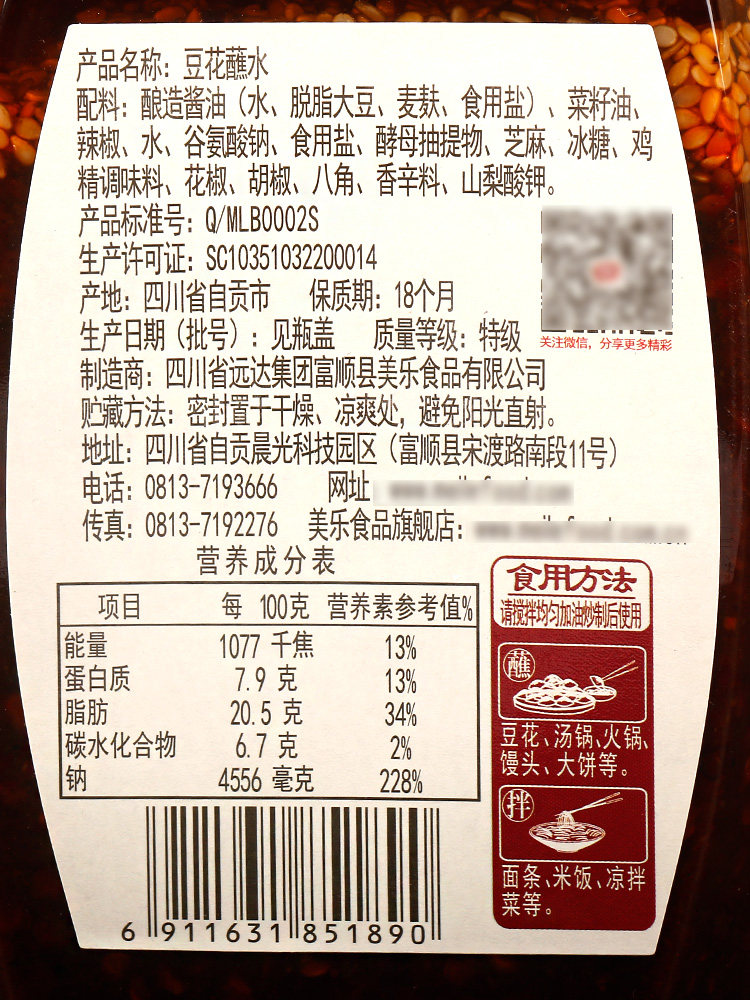 产品名称：豆花蘸水
配料：酿造酱油（水、脱脂大豆、麦麸、食用盐）、菜籽油、
辣椒、水、谷氨酸钠、食用盐、酵母抽提物、芝麻、冰糖、鸡
精调味料、花椒、胡椒、八角、香辛料、山梨酸钾。
产品标准号：Q/MLB0002S
生产许可证：SC10351032200014
产地：四川省自贡市 保质期：18个月
生产日期（批号）：见瓶盖 质量等级：特级
关注微信，分享更多精彩
制造商：四川省远达集团富顺县美乐食品有限公司
贮藏方法：密封置于干燥、凉爽处，避免阳光直射。
地址：四川省自贡晨光科技园区（富顺县宋渡路南段11号）
电话：0813-7193666 网址
传真：0813-7192276 美乐食品旗舰店：
营养成分表
项目 每 100克 营养素参考值%
能量 1077 千焦 13%
蛋白质 7.9 克 13%
脂肪 20.5 克 34%
碳水化合物 6.7 克 2%
钠 4556 毫克 228%
6 911631 851890
食用方法
请搅拌均匀加油炒制后使用
蘸
豆花、汤锅、火锅、
馒头、大饼等。
拌
面条、米饭、凉拌
菜等。